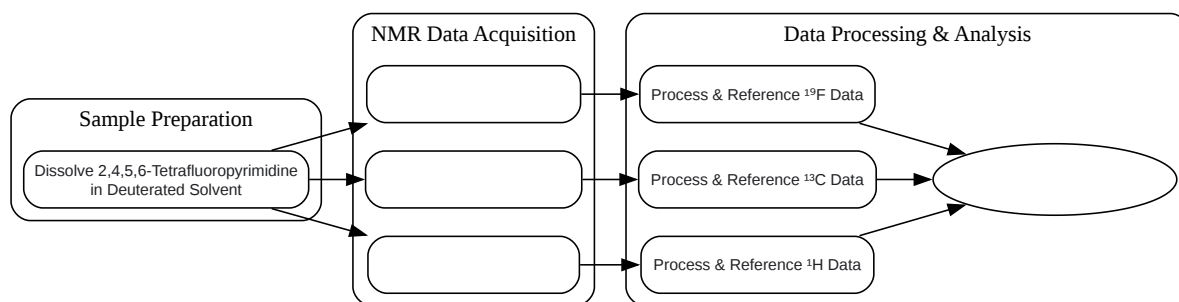 NMR Data Acquisition
Data Processing & Analysis
Process & Reference ¹⁹F Data
Sample Preparation
Dissolve 2,4,5,6-Tetrafluoropyrimidine
in Deuterated Solvent
Process & Reference ¹³C Data
Process & Reference ¹H Data